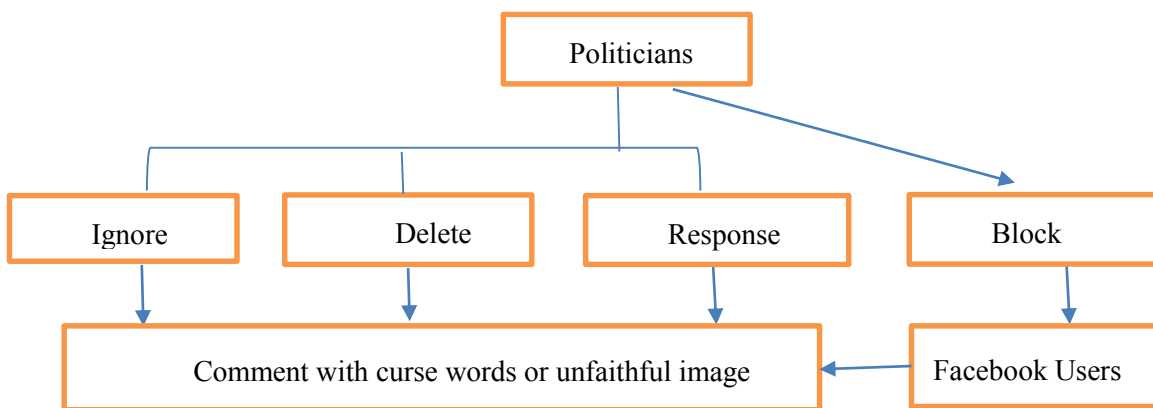 Politicians
Ignore
Delete
Response
Block
Comment with curse words or unfaithful image
Facebook Users